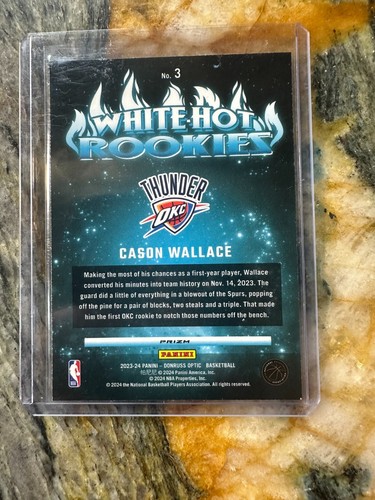 No. 3
WHITE HOT
ROOKIES
THUNDER
OKC
CASON WALLACE
Making the most of his chances as a first-year player, Wallace
converted his minutes into team history on Nov. 14, 2023. The
guard did a little of everything in a blowout of the Spurs, popping
off the pine for a pair of blocks, two steals and a triple. That made
him the first OKC rookie to notch those numbers off the bench.
PRIZM
PANINI
2023-24 PANINI - DONRUSS OPTIC BASKETBALL
© 2024 Panini America, Inc.
© 2024 NBA Properties, Inc.
© 2024 the National Basketball Players Association. All rights reserved.